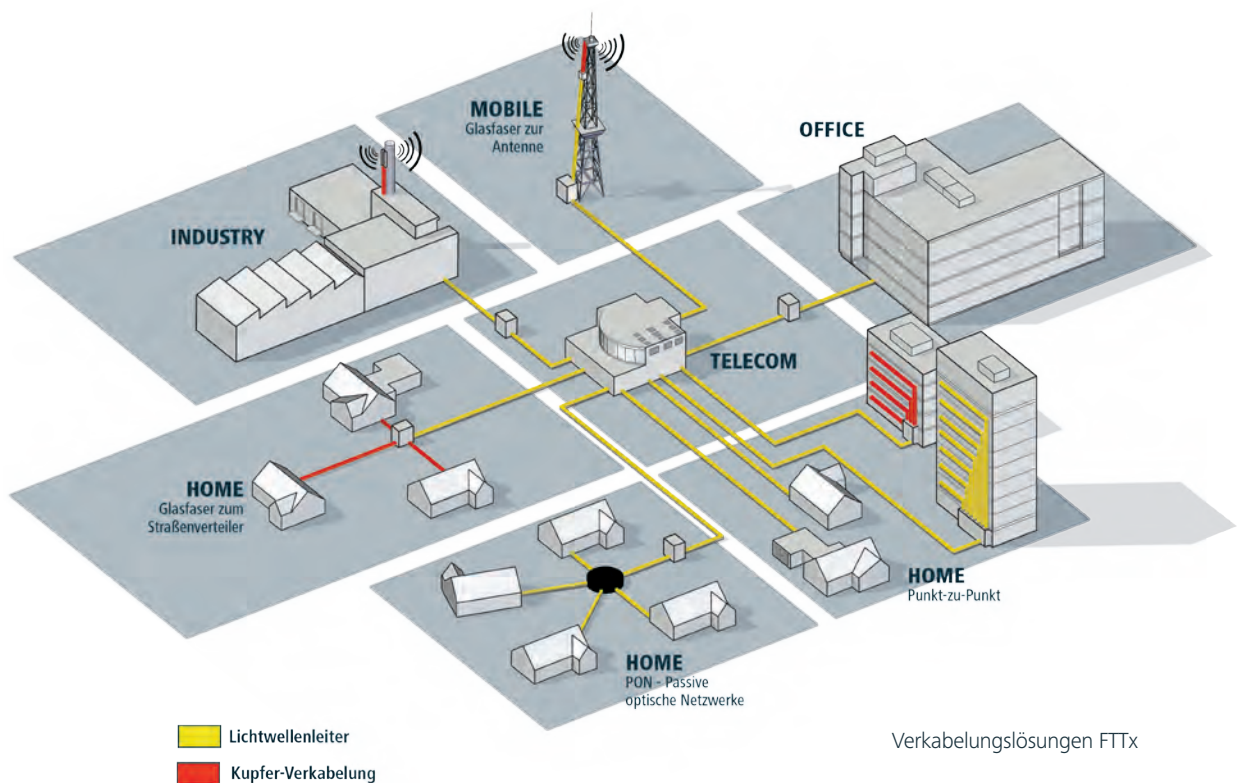 MOBILE
Glasfaser zur
Antenne
OFFICE
INDUSTRY
TELECOM
HOME
Glasfaser zum
Straßenverteiler
HOME
Punkt-zu-Punkt
HOME
PON - Passive
optische Netzwerke
Lichtwellenleiter
Kupfer-Verkabelung
Verkabelungslösungen FTTx